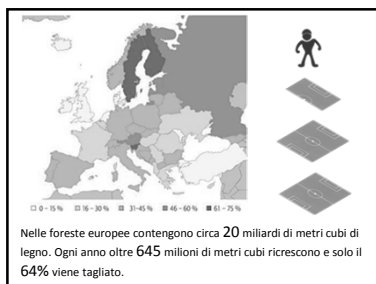 0 – 15 % 16 – 30 % 31-45 % 46 – 60 % 61 – 75 %
Nelle foreste europee contengono circa 20 miliardi di metri cubi di
legno. Ogni anno oltre 645 milioni di metri cubi ricrescono e solo il
64% viene tagliato.